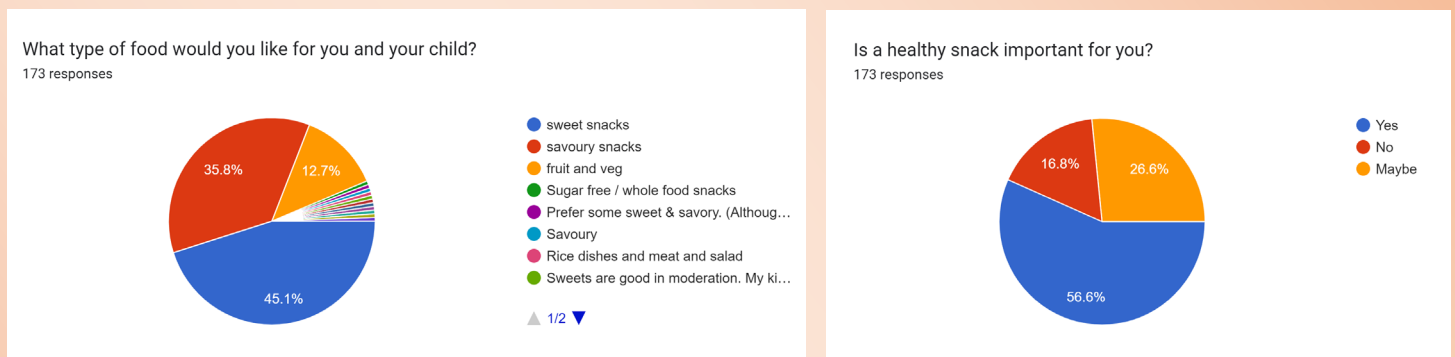 What type of food would you like for you and your child?
173 responses
35.8%
12.7%
45.1%
sweet snacks
savoury snacks
fruit and veg
Sugar free / whole food snacks
Prefer some sweet & savory. (Althoug...
Savoury
Rice dishes and meat and salad
Sweets are good in moderation. My ki...
1/2
Is a healthy snack important for you?
173 responses
16.8%
26.6%
56.6%
Yes
No
Maybe